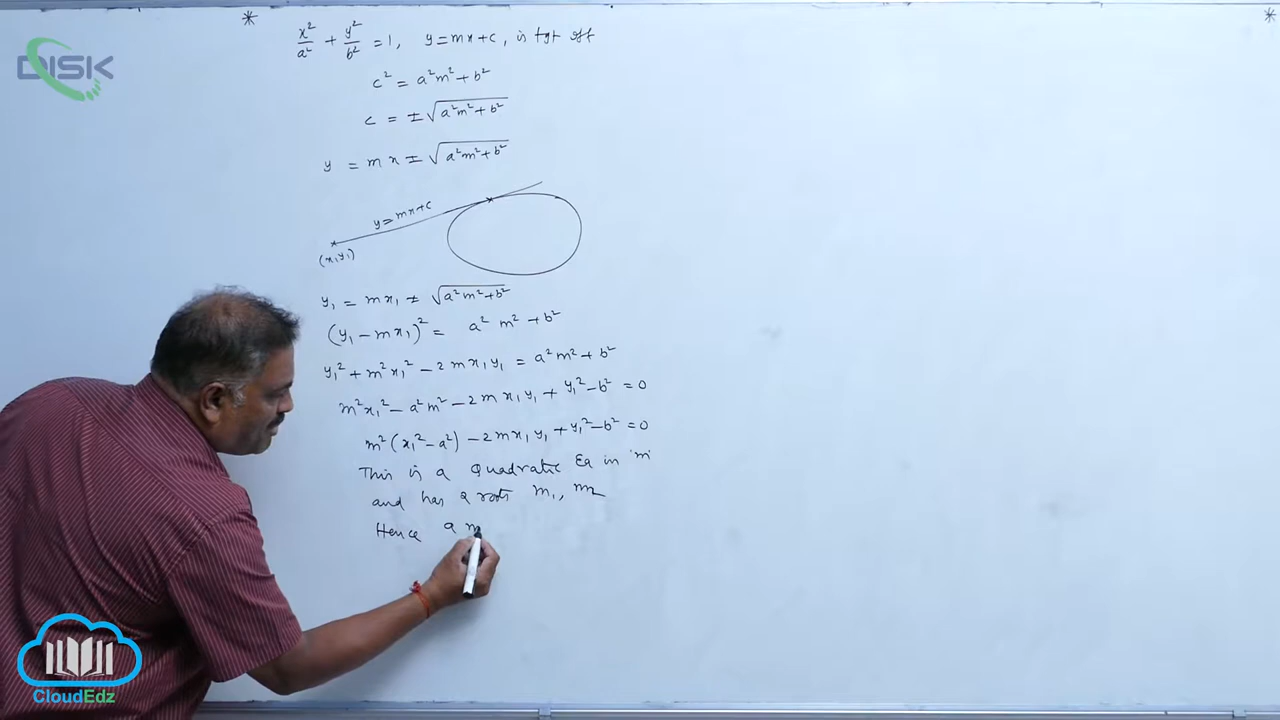 DISK
* *
x²/a² + y²/b² = 1, y = mx + c, is tgt
c² = a²m² + b²
c = ± √(a²m² + b²)
y = mx ± √(a²m² + b²)
y = mx + c
(x₁ y₁)
y₁ = mx₁ ± √(a²m² + b²)
(y₁ - mx₁)² = a² m² + b²
y₁² + m²x₁² - 2mx₁y₁ = a²m² + b²
m²x₁² - a²m² - 2mx₁y₁ + y₁² - b² = 0
m²(x₁² - a²) - 2mx₁y₁ + y₁² - b² = 0
This is a Quadratic Eq in 'm'
and has 2 roots m₁, m₂
Hence
CloudEdz